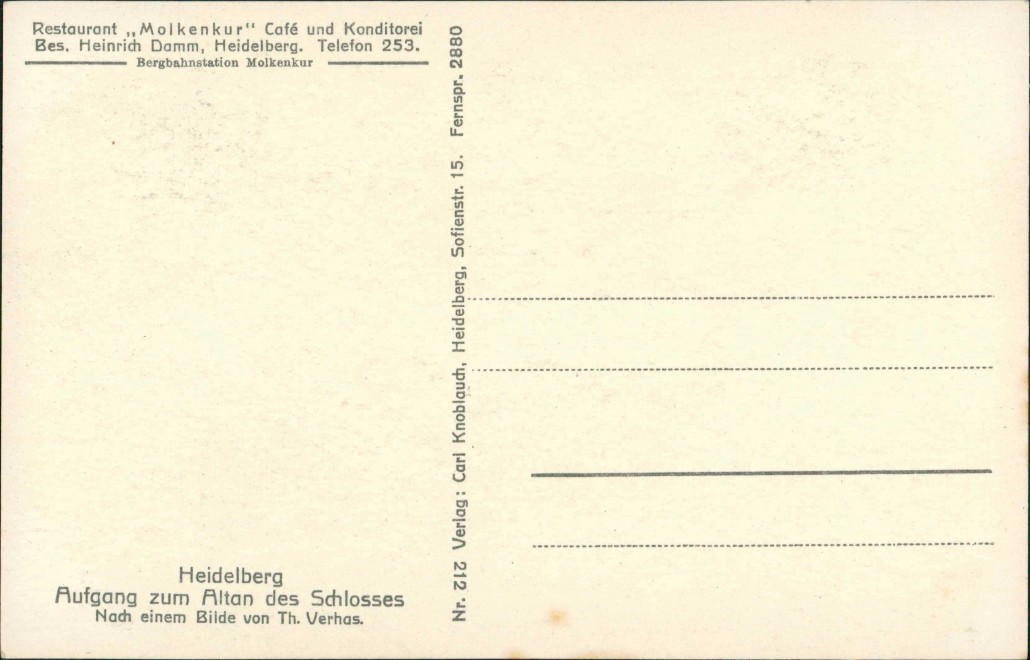 Restaurant „Molkenkur“ Café und Konditorei
Bes. Heinrich Damm, Heidelberg. Telefon 253.
Bergbahnstation Molkenkur
Nr. 212 Verlag: Carl Knoblauch, Heidelberg, Sofienstr. 15. Fernspr. 2880
Heidelberg
Aufgang zum Altan des Schlosses
Nach einem Bilde von Th. Verhas.